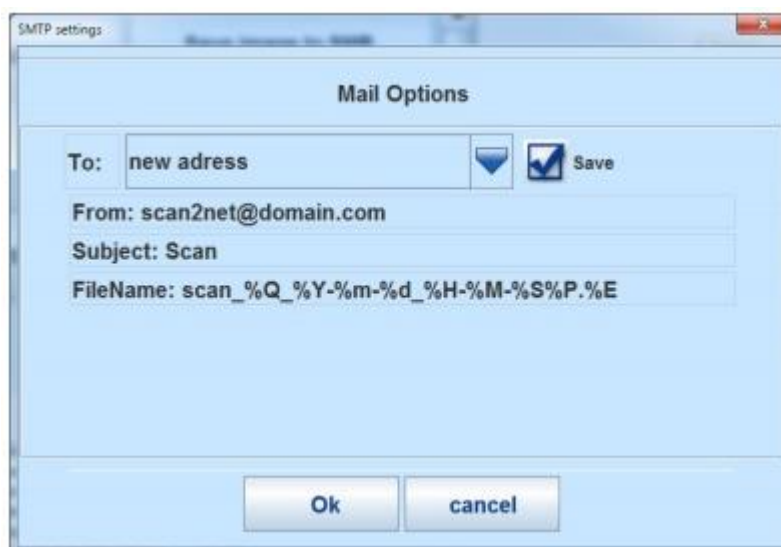 SMTP settings
Mail Options
To: new adress Save
From: scan2net@domain.com
Subject: Scan
FileName: scan_%Q_%Y-%m-%d_%H-%M-%S%P.%E
Ok cancel